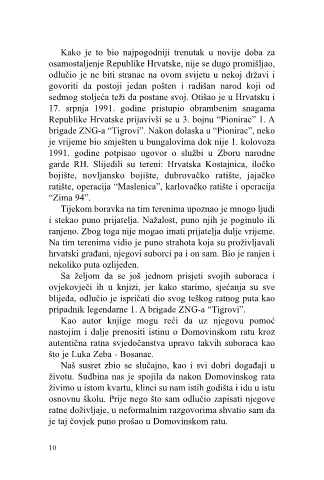 Kako je to bio najpogodniji trenutak u novije doba za
osamostaljenje Republike Hrvatske, nije se dugo promišljao,
odlučio je ne biti stranac na ovom svijetu u nekoj državi i
govoriti da postoji jedan pošten i radišan narod koji od
sedmog stoljeća teži da postane svoj. Otišao je u Hrvatsku i
17. srpnja 1991. godine pristupio obrambenim snagama
Republike Hrvatske prijavivši se u 3. bojnu “Pionirac” 1. A
brigade ZNG-a “Tigrovi”. Nakon dolaska u “Pionirac”, neko
je vrijeme bio smješten u bungalovima dok nije 1. kolovoza
1991. godine potpisao ugovor o službi u Zboru narodne
garde RH. Slijedili su tereni: Hrvatska Kostajnica, iločko
bojište, novljansko bojište, dubrovačko ratište, jajačko
ratište, operacija “Maslenica”, karlovačko ratište i operacija
“Zima 94”.
Tijekom boravka na tim terenima upoznao je mnogo ljudi
i stekao puno prijatelja. Nažalost, puno njih je poginulo ili
ranjeno. Zbog toga nije mogao imati prijatelja dulje vrijeme.
Na tim terenima vidio je puno strahota koja su proživljavali
hrvatski građani, njegovi suborci pa i on sam. Bio je ranjen i
nekoliko puta ozlijeđen.
Sa željom da se još jednom prisjeti svojih suboraca i
ovjekovječi ih u knjizi, jer kako starimo, sjećanja su sve
blijeđa, odlučio je ispričati dio svog teškog ratnog puta kao
pripadnik legendarne 1. A brigade ZNG-a “Tigrovi”.
Kao autor knjige mogu reći da uz njegovu pomoć
nastojim i dalje prenositi istinu o Domovinskom ratu kroz
autentična ratna svjedočanstva upravo takvih suboraca kao
što je Luka Zeba - Bosanac.
Naš susret zbio se slučajno, kao i svi dobri događaji u
životu. Sudbina nas je spojila da nakon Domovinskog rata
živimo u istom kvartu, klinci su nam istih godišta i idu u istu
osnovnu školu. Prije nego što sam odlučio zapisati njegove
ratne doživljaje, u neformalnim razgovorima shvatio sam da
je taj čovjek puno prošao u Domovinskom ratu.
10